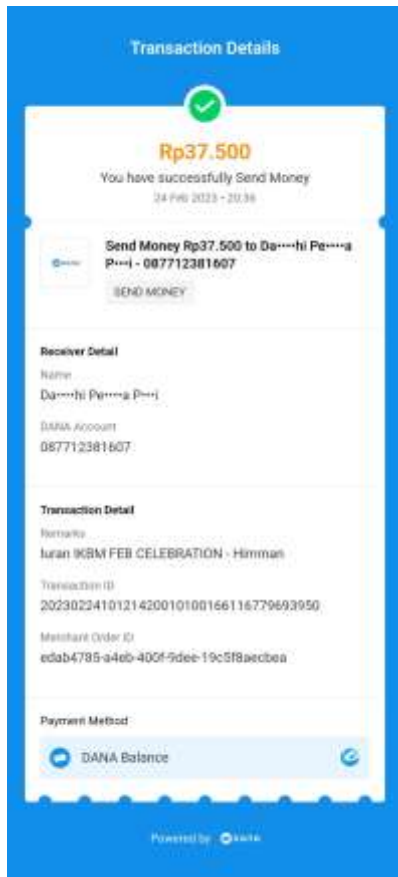 Transaction Details
Rp37.500
You have successfully Send Money
24 Feb 2023 • 20:36
Send Money Rp37.500 to Da••••hi Pe••••a
P•••i - 087712381607
SEND MONEY
Receiver Detail
Name
Da••••hi Pe••••a P•••i
DANA Account
087712381607
Transaction Detail
Remarks
Iuran IKBM FEB CELEBRATION - Himman
Transaction ID
2023022410121420010100166116779693950
Merchant Order ID
edab4785-a4eb-400f-9dee-19c5f8aecbea
Payment Method
DANA Balance
Powered by DANA